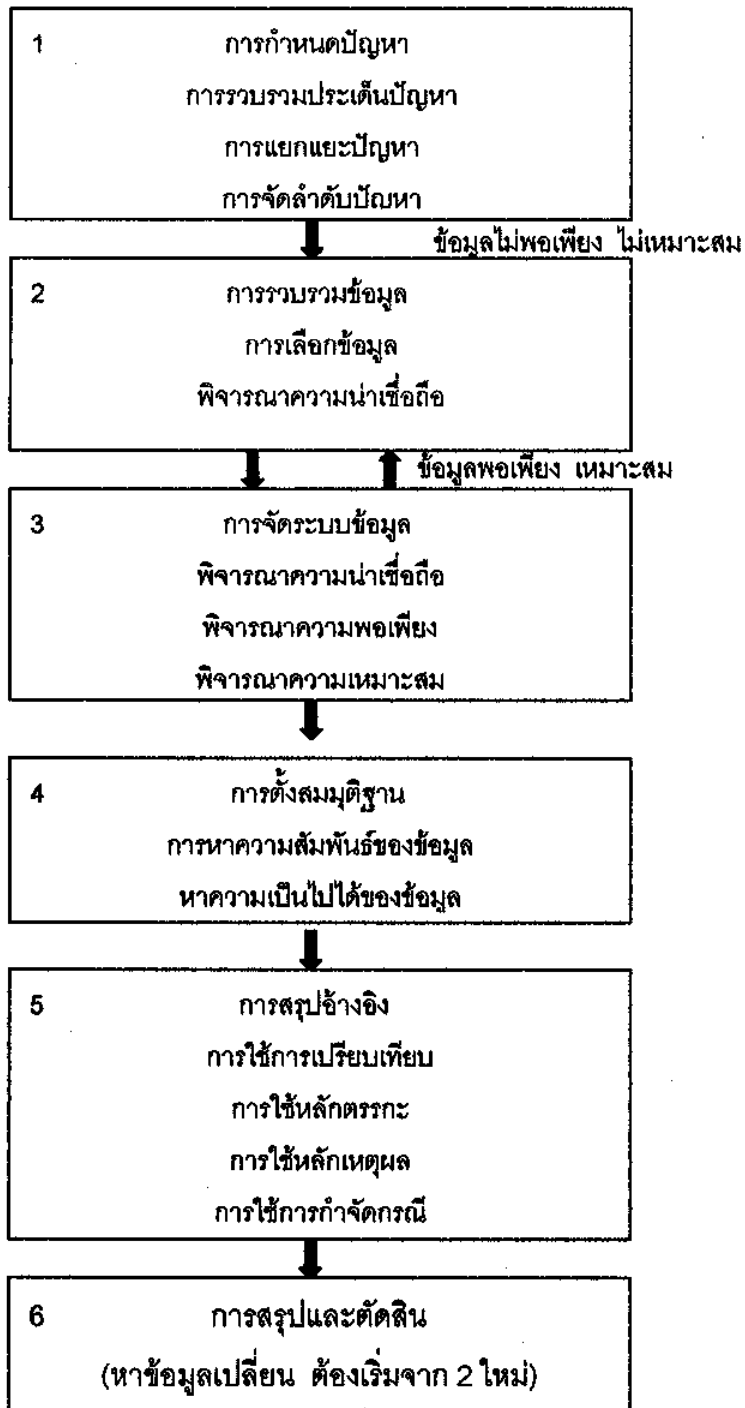 1 การกำหนดปัญหา
การรวบรวมประเด็นปัญหา
การแยกแยะปัญหา
การจัดลำดับปัญหา
ข้อมูลไม่พอเพียง ไม่เหมาะสม
2 การรวบรวมข้อมูล
การเลือกข้อมูล
พิจารณาความน่าเชื่อถือ
ข้อมูลพอเพียง เหมาะสม
3 การจัดระบบข้อมูล
พิจารณาความน่าเชื่อถือ
พิจารณาความพอเพียง
พิจารณาความเหมาะสม
4 การตั้งสมมุติฐาน
การหาความสัมพันธ์ของข้อมูล
หาความเป็นไปได้ของข้อมูล
5 การสรุปอ้างอิง
การใช้การเปรียบเทียบ
การใช้หลักตรรกะ
การใช้หลักเหตุผล
การใช้การกำจัดกรณี
6 การสรุปและตัดสิน
(หาข้อมูลเปลี่ยน ต้องเริ่มจาก 2 ใหม่)